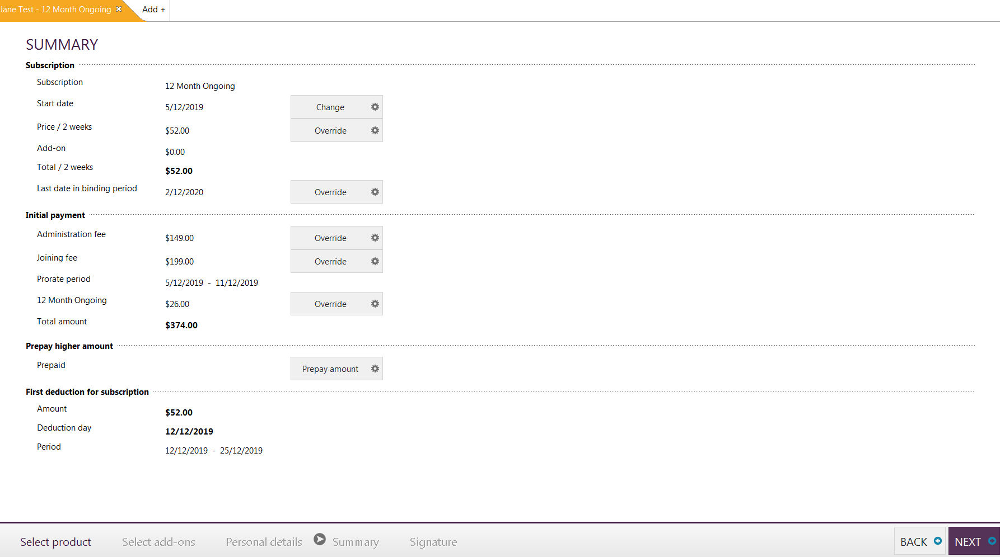 Jane Test - 12 Month Ongoing Add +
SUMMARY
Subscription
Subscription 12 Month Ongoing
Start date 5/12/2019 Change
Price / 2 weeks $52.00 Override
Add-on $0.00
Total / 2 weeks $52.00
Last date in binding period 2/12/2020 Override
Initial payment
Administration fee $149.00 Override
Joining fee $199.00 Override
Prorate period 5/12/2019 - 11/12/2019
12 Month Ongoing $26.00 Override
Total amount $374.00
Prepay higher amount
Prepaid Prepay amount
First deduction for subscription
Amount $52.00
Deduction day 12/12/2019
Period 12/12/2019 - 25/12/2019
Select product Select add-ons Personal details Summary Signature BACK NEXT